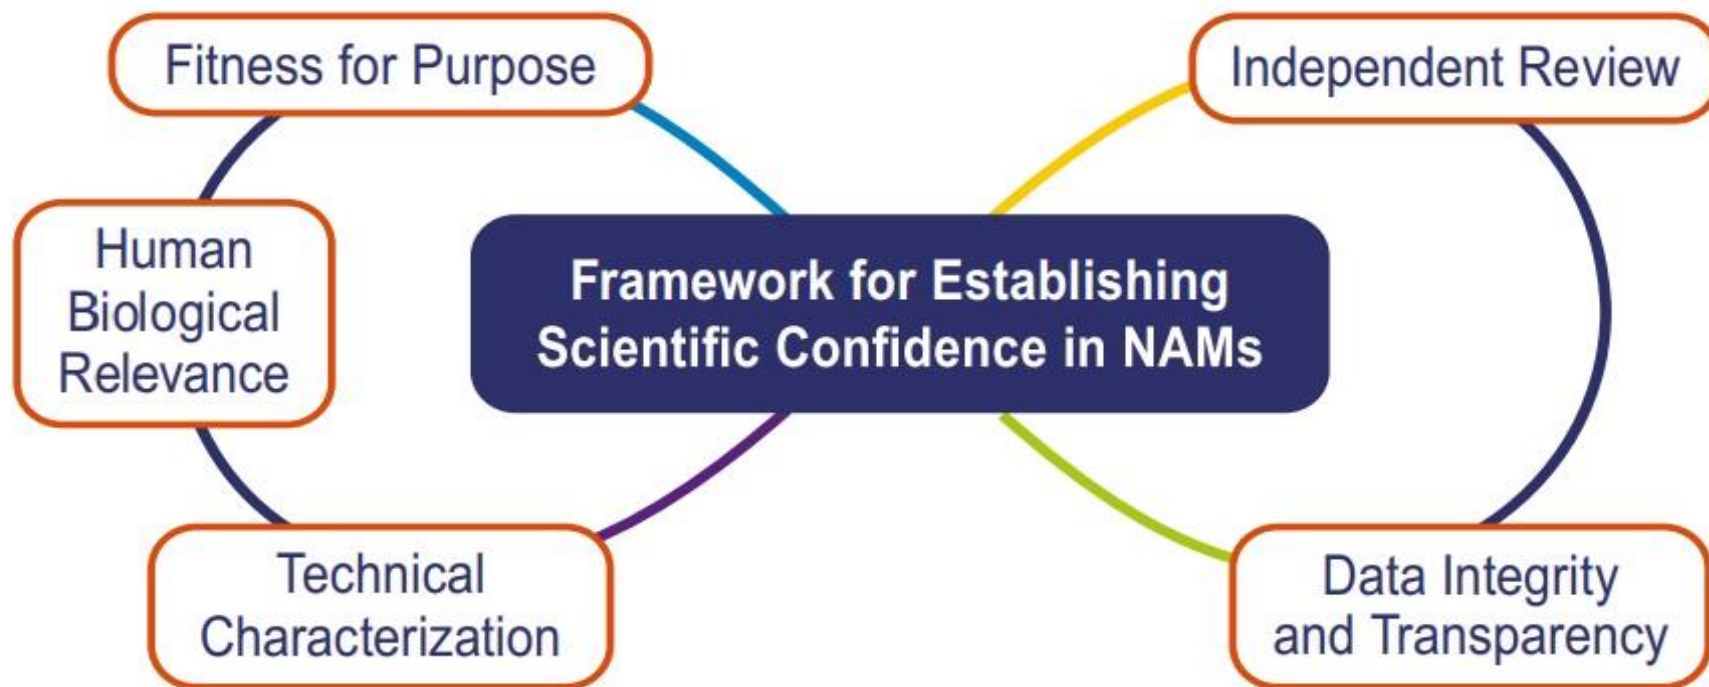 Fitness for Purpose
Independent Review
Human
Biological
Relevance
Framework for Establishing
Scientific Confidence in NAMs
Technical
Characterization
Data Integrity
and Transparency